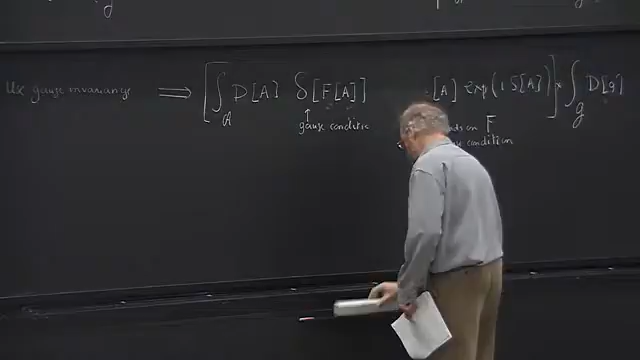 Use gauge invariance ⟹ [ ∫_A D[A] δ[F[A]] [A] exp(i S[A]) ] × ∫_g D[g]
↑
gauge condition on F
condition